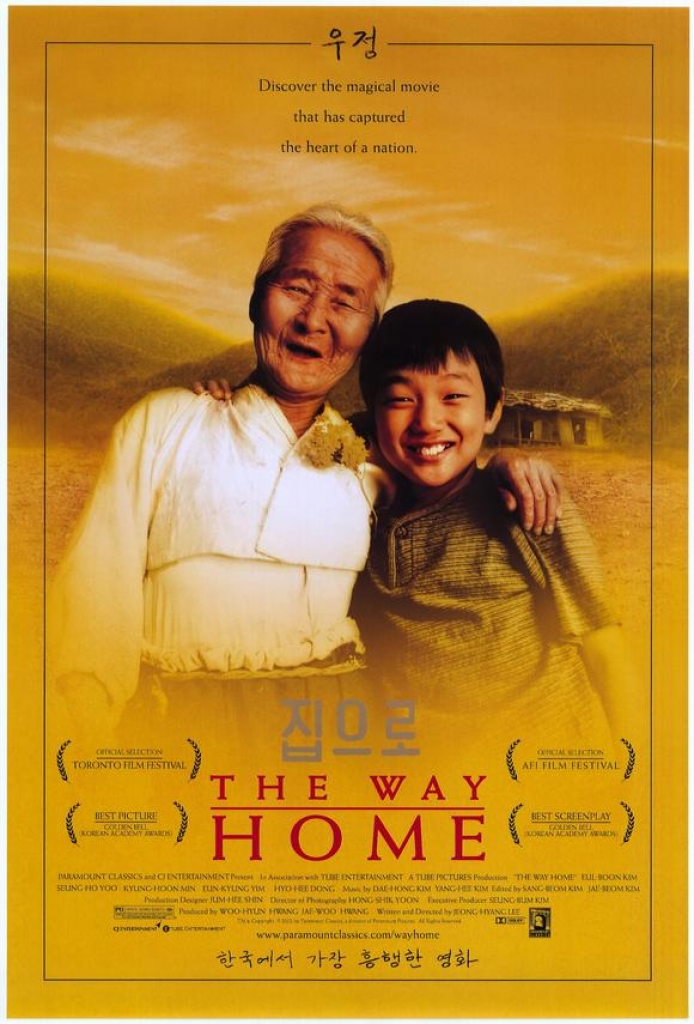 우정
Discover the magical movie
that has captured
the heart of a nation.
집으로
OFFICIAL SELECTION
TORONTO FILM FESTIVAL
OFFICIAL SELECTION
AFI FILM FESTIVAL
THE WAY
HOME
BEST PICTURE
GOLDEN BELL
(KOREAN ACADEMY AWARDS)
BEST SCREENPLAY
GOLDEN BELL
(KOREAN ACADEMY AWARDS)
PARAMOUNT CLASSICS and CJ ENTERTAINMENT Present In Association with TUBE ENTERTAINMENT A TUBE PICTURES Production "THE WAY HOME" EUL-BOON KIM
SEUNG-HO YOO KYUNG-HOON MIN EUN-KYUNG YIM HYO-HEE DONG Music by DAE-HONG KIM YANG-HEE KIM Edited by SANG-BEOM KIM JAE-BEOM KIM
Production Designer JUM-HEE SHIN Director of Photography HONG-SHIK YOON Executive Producer SEUNG-BUM KIM
PG Produced by WOO-HYUN HWANG JAE-WOO HWANG Written and Directed by JEONG-HYANG LEE
CJ ENTERTAINMENT TUBE ENTERTAINMENT
www.paramountclassics.com/wayhome
한국에서 가장 흥행한 영화